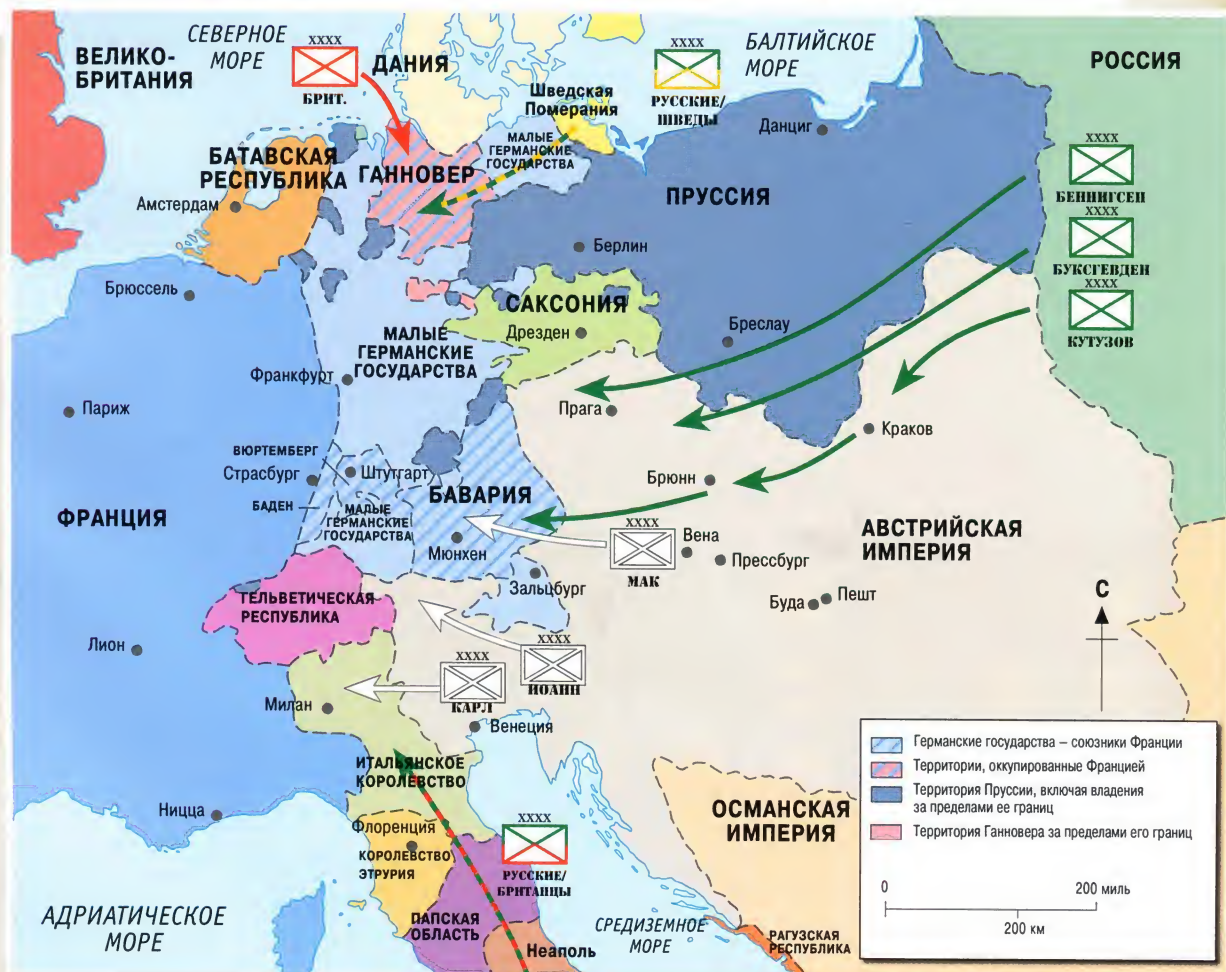 СЕВЕРНОЕ
МОРЕ
XXXX
БРИТ.
ВЕЛИКО-
БРИТАНИЯ
ДАНИЯ
XXXX
РУССКИЕ/
ШВЕДЫ
БАЛТИЙСКОЕ
МОРЕ
РОССИЯ
Шведская
Померания
Данциг
МАЛЫЕ
ГЕРМАНСКИЕ
ГОСУДАРСТВА
БАТАВСКАЯ
РЕСПУБЛИКА
ГАННОВЕР
ПРУССИЯ
XXXX
БЕННИГСЕН
XXXX
БУКСГЕВДЕН
XXXX
КУТУЗОВ
Амстердам
Берлин
Брюссель
САКСОНИЯ
Дрезден
Бреслау
МАЛЫЕ
ГЕРМАНСКИЕ
ГОСУДАРСТВА
Франкфурт
Париж
Прага
Краков
ВЮРТЕМБЕРГ
Страсбург
Штутгарт
Брюнн
БАДЕН
БАВАРИЯ
МАЛЫЕ
ГЕРМАНСКИЕ
ГОСУДАРСТВА
ФРАНЦИЯ
Мюнхен
XXXX
МАК
Вена
Прессбург
АВСТРИЙСКАЯ
ИМПЕРИЯ
Зальцбург
Буда
Пешт
ГЕЛЬВЕТИЧЕСКАЯ
РЕСПУБЛИКА
С
Лион
XXXX
ИОАНН
XXXX
КАРЛ
Милан
Венеция
ИТАЛЬЯНСКОЕ
КОРОЛЕВСТВО
Ницца
Флоренция
КОРОЛЕВСТВО
ЭТРУРИЯ
XXXX
РУССКИЕ/
БРИТАНЦЫ
ОСМАНСКАЯ
ИМПЕРИЯ
АДРИАТИЧЕСКОЕ
МОРЕ
ПАПСКАЯ
ОБЛАСТЬ
Неаполь
СРЕДИЗЕМНОЕ
МОРЕ
РАГУЗСКАЯ
РЕСПУБЛИКА
Германские государства – союзники Франции
Территории, оккупированные Францией
Территория Пруссии, включая владения
за пределами ее границ
Территория Ганновера за пределами его границ
0
200 миль
200 км